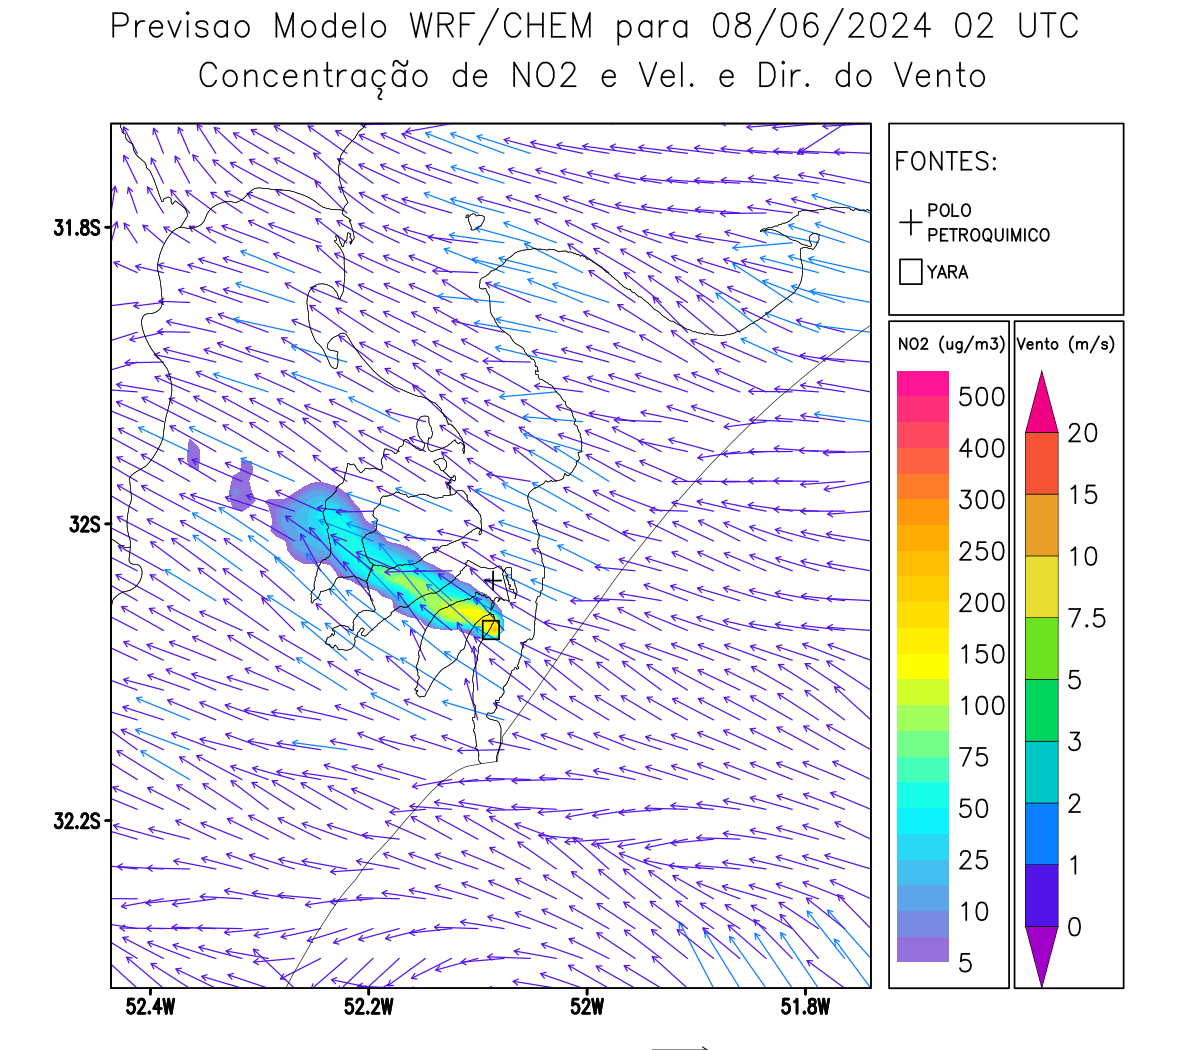 Previsao Modelo WRF/CHEM para 08/06/2024 02 UTC
Concentração de NO2 e Vel. e Dir. do Vento
FONTES:
POLO
PETROQUIMICO
YARA
NO2 (ug/m3)
500
400
300
250
200
150
100
75
50
25
10
5
Vento (m/s)
20
15
10
7.5
5
3
2
1
0
31.8S
32S
32.2S
52.4W
52.2W
52W
51.8W